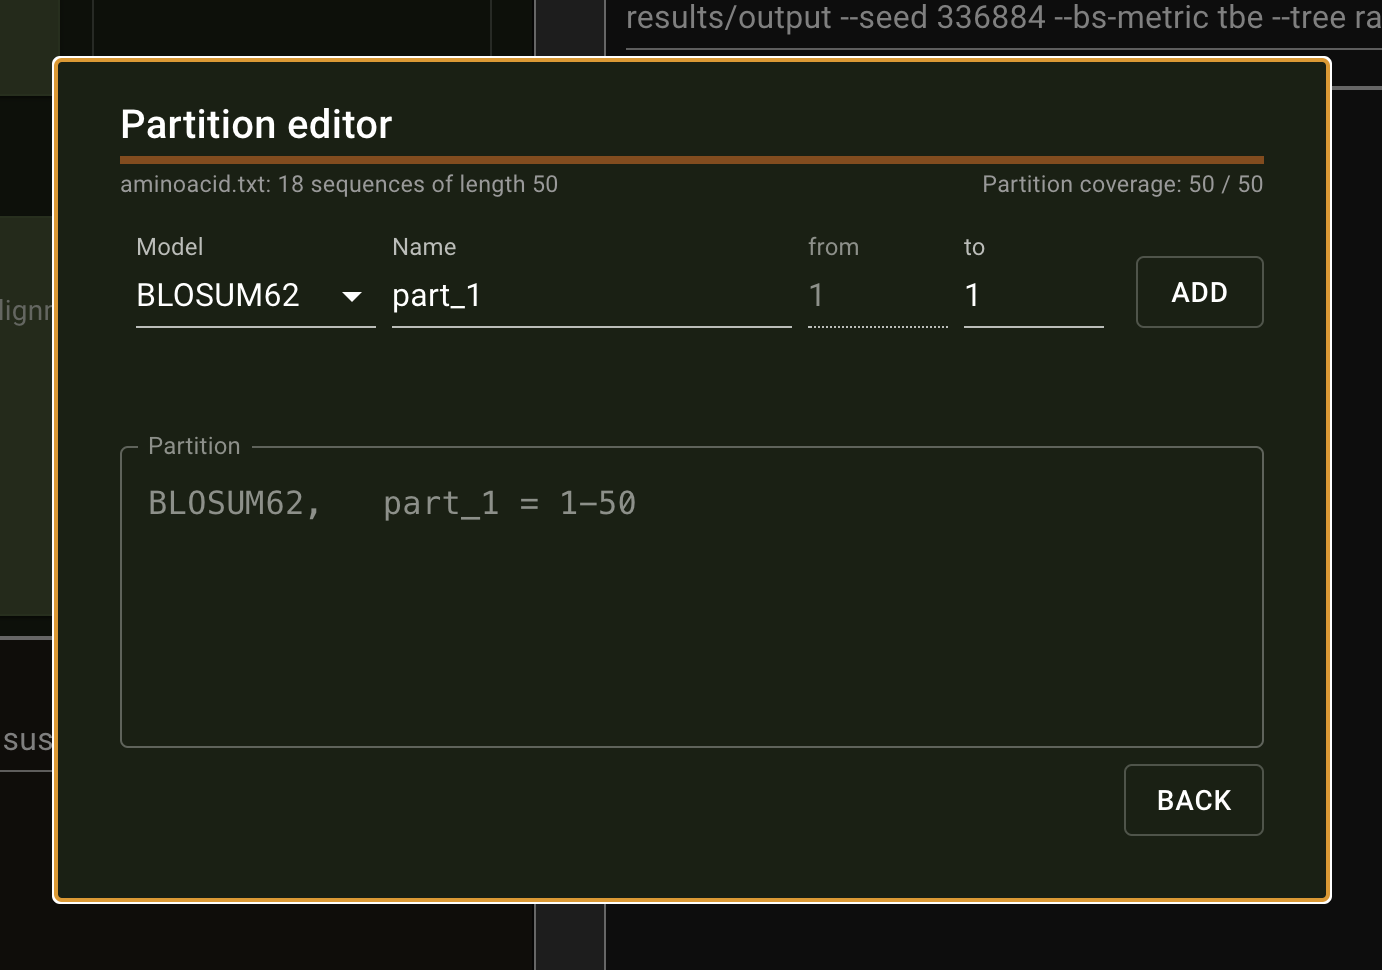 results/output --seed 336884 --bs-metric tbe --tree ra
Partition editor
aminoacid.txt: 18 sequences of length 50
Partition coverage: 50 / 50
Model
Name
from
to
BLOSUM62
part_1
1
1
ADD
lignr
Partition
BLOSUM62,   part_1 = 1–50
sus
BACK